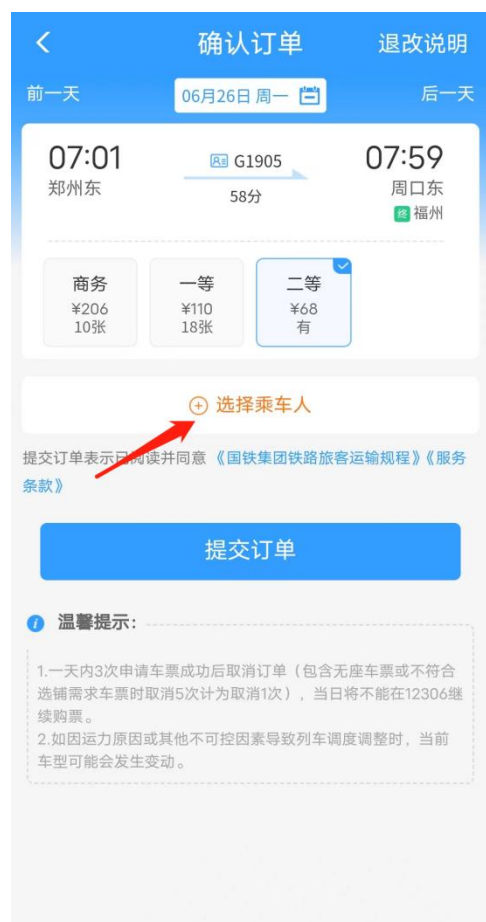 确认订单 退改说明
前一天 06月26日 周一 后一天
07:01 G1905 07:59
郑州东 58分 周口东
终 福州
商务 一等 二等
¥206 ¥110 ¥68
10张 18张 有
选择乘车人
提交订单表示已阅读并同意 《国铁集团铁路旅客运输规程》《服务
条款》
提交订单
温馨提示:
1.一天内3次申请车票成功后取消订单（包含无座车票或不符合
选铺需求车票时取消5次计为取消1次），当日将不能在12306继
续购票。
2.如因运力原因或其他不可控因素导致列车调度调整时，当前
车型可能会发生变动。